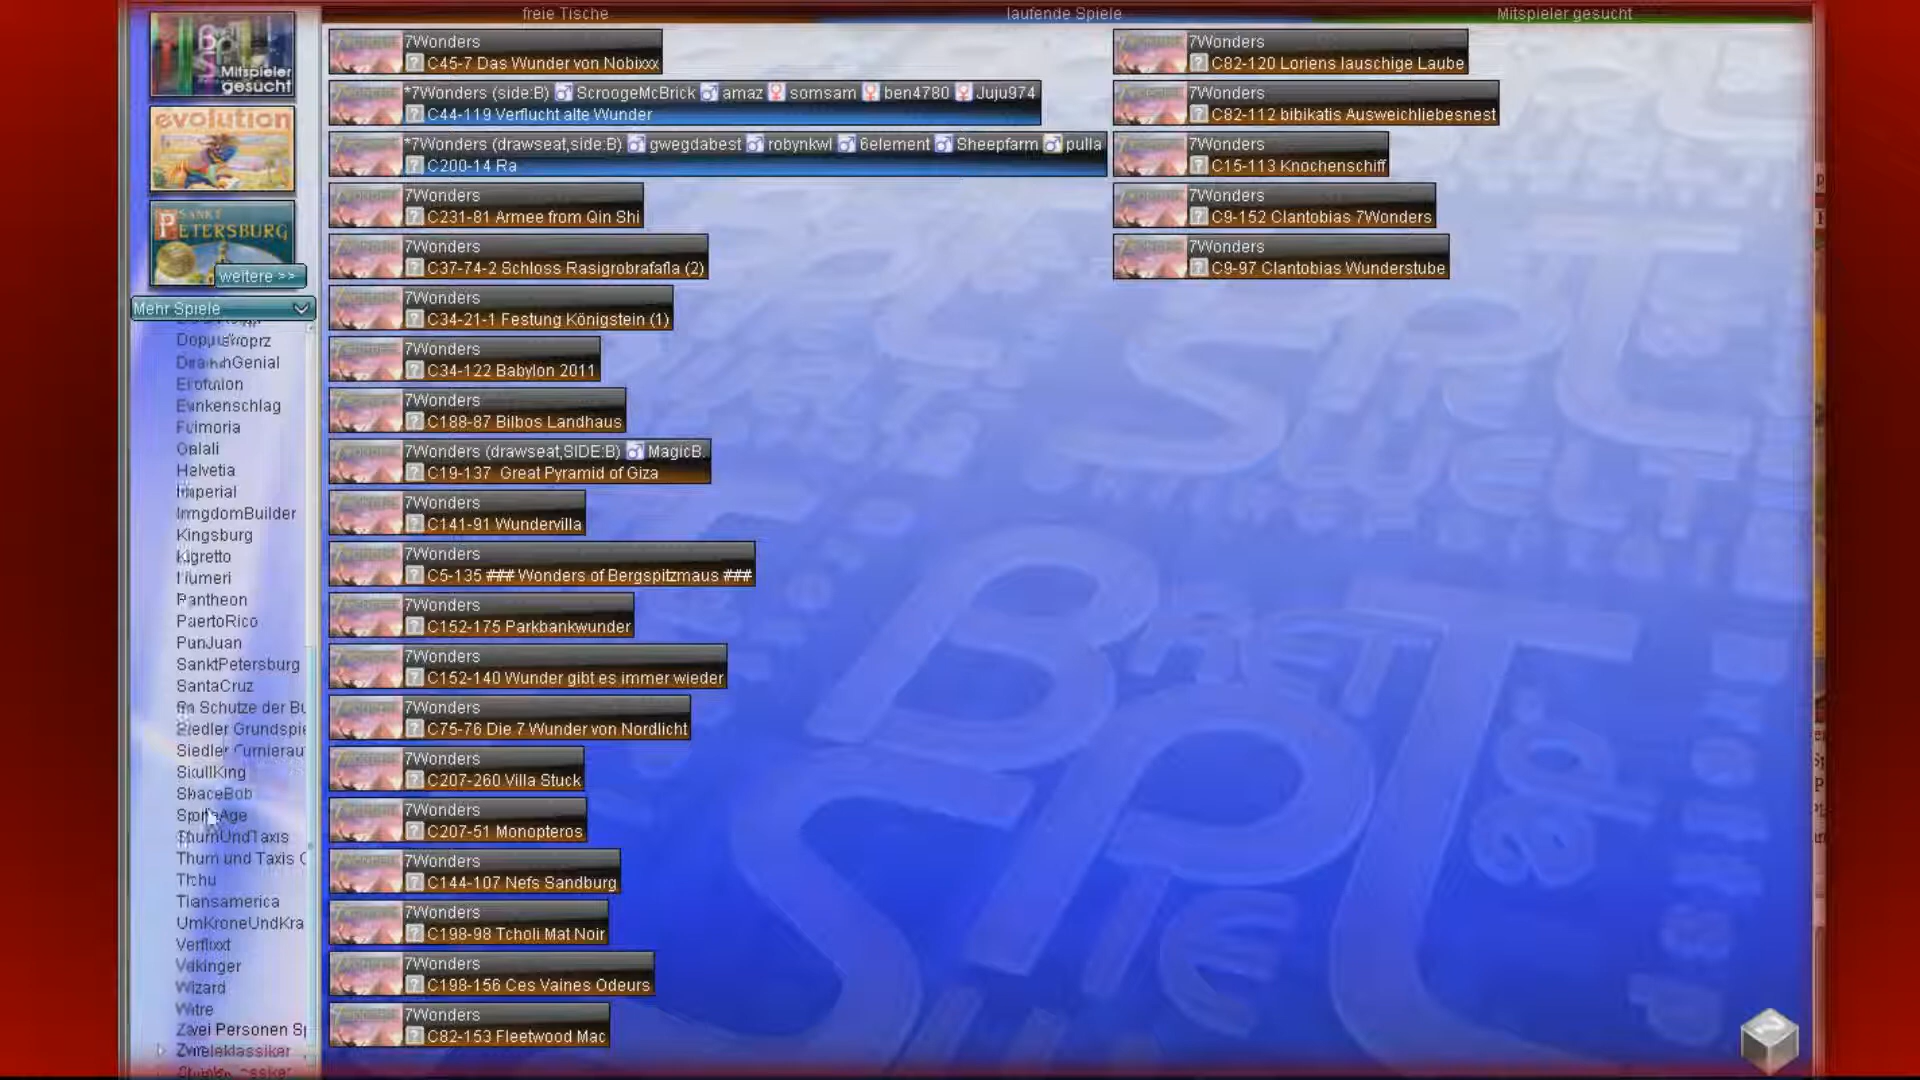 freie Tische
laufende Spiele
Mitspieler gesucht
Mitspieler
gesucht
evolution
SANKT
PETERSBURG
weitere >>
Mehr Spiele
7Wonders
C45-7 Das Wunder von Nobixxx
*7Wonders (side:B) ScroogeMcBrick amaz somsam ben4780 Juju974
C44-119 Verflucht alte Wunder
*7Wonders (drawseat,side:B) gwegdabest robynkwl 6element Sheepfarm pulla
C200-14 Ra
7Wonders
C231-81 Armee from Qin Shi
7Wonders
C37-74-2 Schloss Rasigrobrafafla (2)
7Wonders
C34-21-1 Festung Königstein (1)
7Wonders
C34-122 Babylon 2011
7Wonders
C188-87 Bilbos Landhaus
7Wonders (drawseat,SIDE:B) MagicB.
C19-137 Great Pyramid of Giza
7Wonders
C141-91 Wundervilla
7Wonders
C5-135 ### Wonders of Bergspitzmaus ###
7Wonders
C152-175 Parkbankwunder
7Wonders
C152-140 Wunder gibt es immer wieder
7Wonders
C75-76 Die 7 Wunder von Nordlicht
7Wonders
C207-260 Villa Stuck
7Wonders
C207-51 Monopteros
7Wonders
C144-107 Nefs Sandburg
7Wonders
C198-98 Tcholi Mat Noir
7Wonders
C198-156 Ces Vaines Odeurs
7Wonders
C82-153 Fleetwood Mac
7Wonders
C82-120 Loriens lauschige Laube
7Wonders
C82-112 bibikatis Ausweichliebesnest
7Wonders
C15-113 Knochenschiff
7Wonders
C9-152 Clantobias 7Wonders
7Wonders
C9-97 Clantobias Wunderstube
Helvetia
Imperial
Kingsburg
Pantheon
SanktPetersburg
SantaCruz
SkullKing
ThurnUndTaxis
Thurn und Taxis
UmKroneUndKra
Verflixxt
Wizard
BRETT
SPIEL
WELT